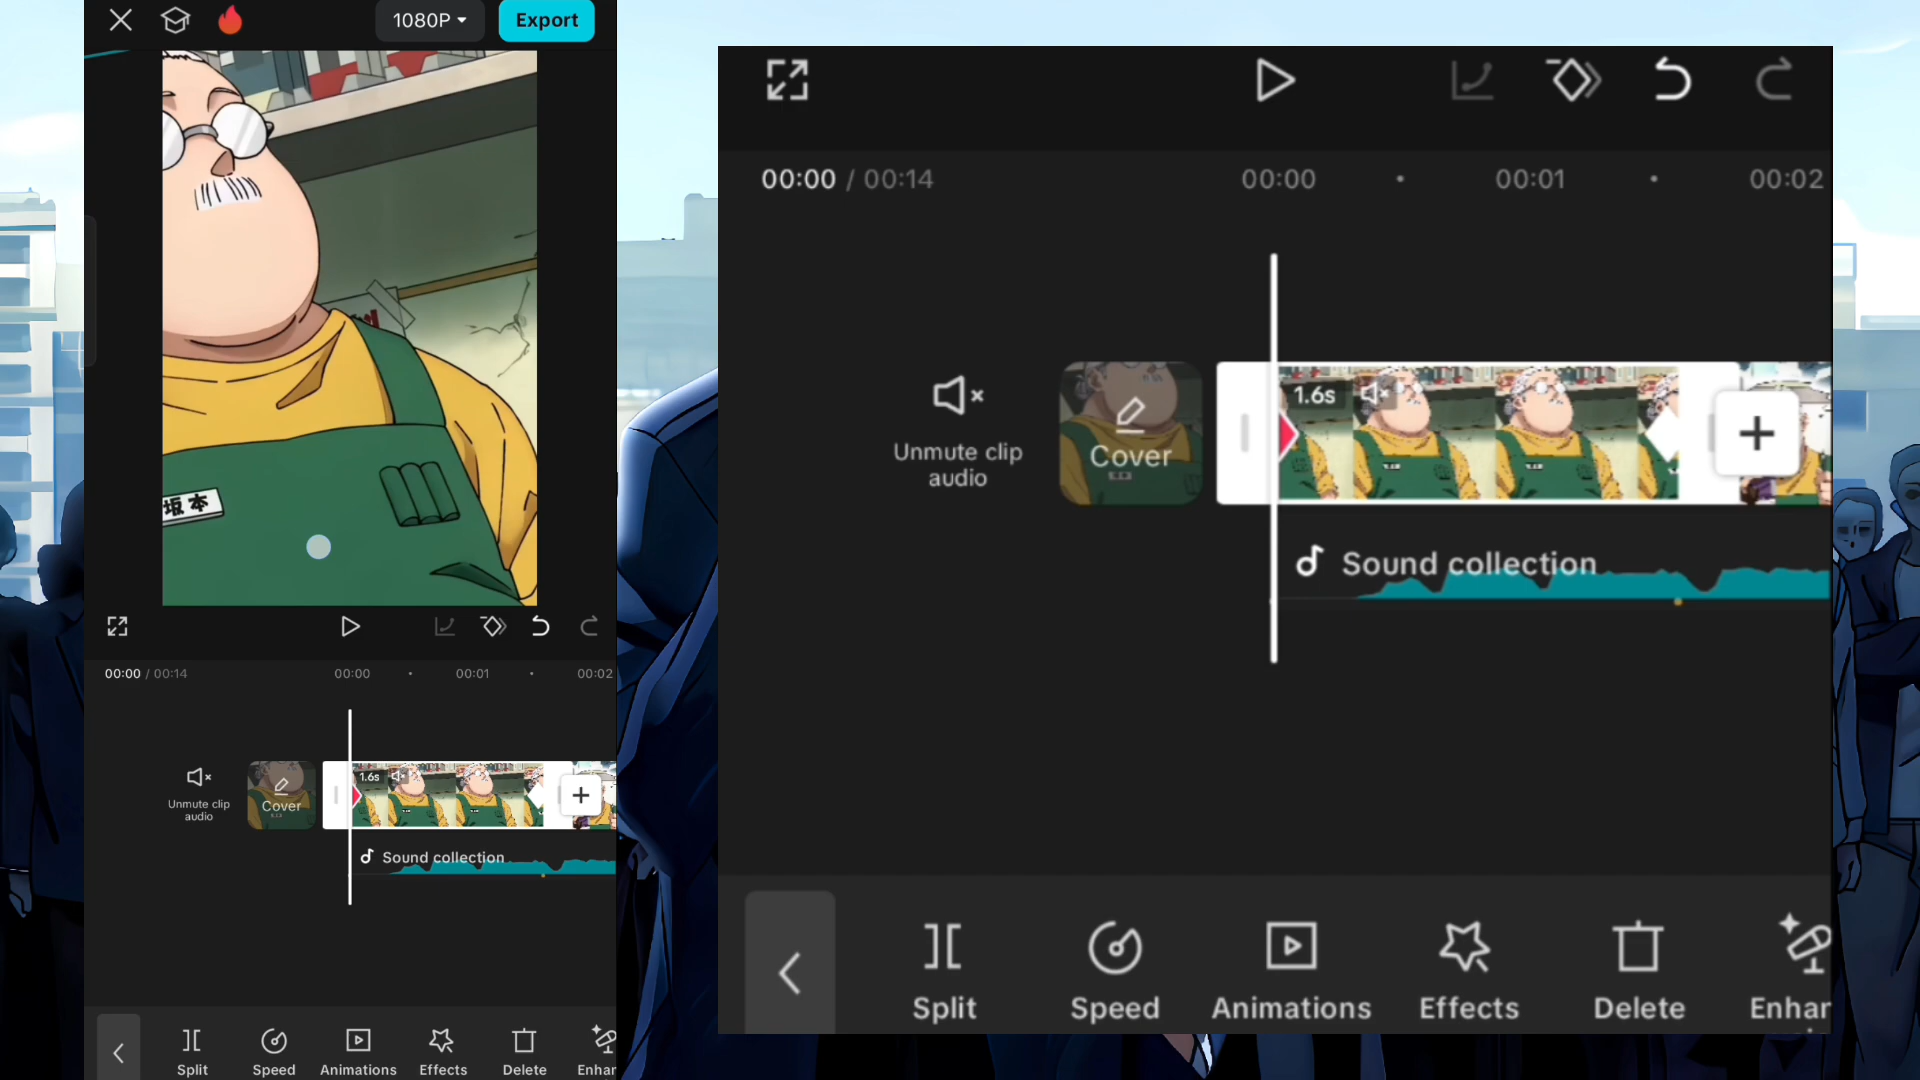 1080P
Export
坂本
00:00 / 00:14
00:00
00:01
00:02
1.6s
Unmute clip
audio
Cover
Sound collection
Split
Speed
Animations
Effects
Delete
Enhan
00:00 / 00:14
00:00
00:01
00:02
1.6s
Unmute clip
audio
Cover
Sound collection
Split
Speed
Animations
Effects
Delete
Enhar